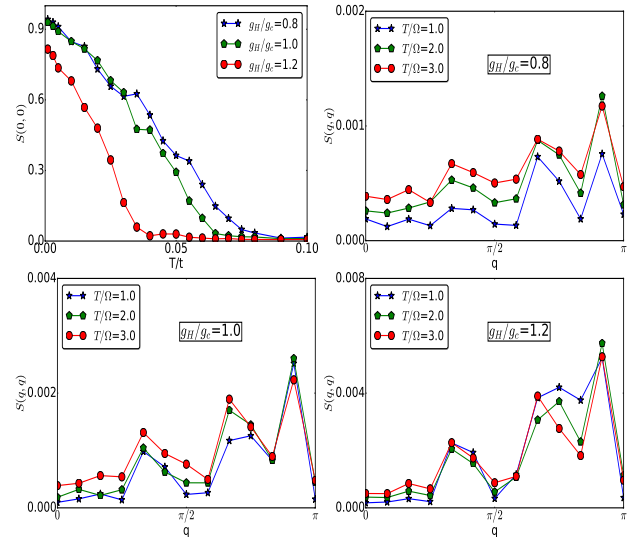 0.9
0.6
0.3
0.0
0.00
0.05
0.10
S(0, 0)
T/t
g_H/g_c=0.8
g_H/g_c=1.0
g_H/g_c=1.2
0.002
0.001
0.000
0
π/2
π
S(q, q)
q
T/Ω=1.0
T/Ω=2.0
T/Ω=3.0
g_H/g_c=0.8
0.004
0.002
0.000
0
π/2
π
S(q, q)
q
T/Ω=1.0
T/Ω=2.0
T/Ω=3.0
g_H/g_c=1.0
0.008
0.004
0.000
0
π/2
π
S(q, q)
q
T/Ω=1.0
T/Ω=2.0
T/Ω=3.0
g_H/g_c=1.2